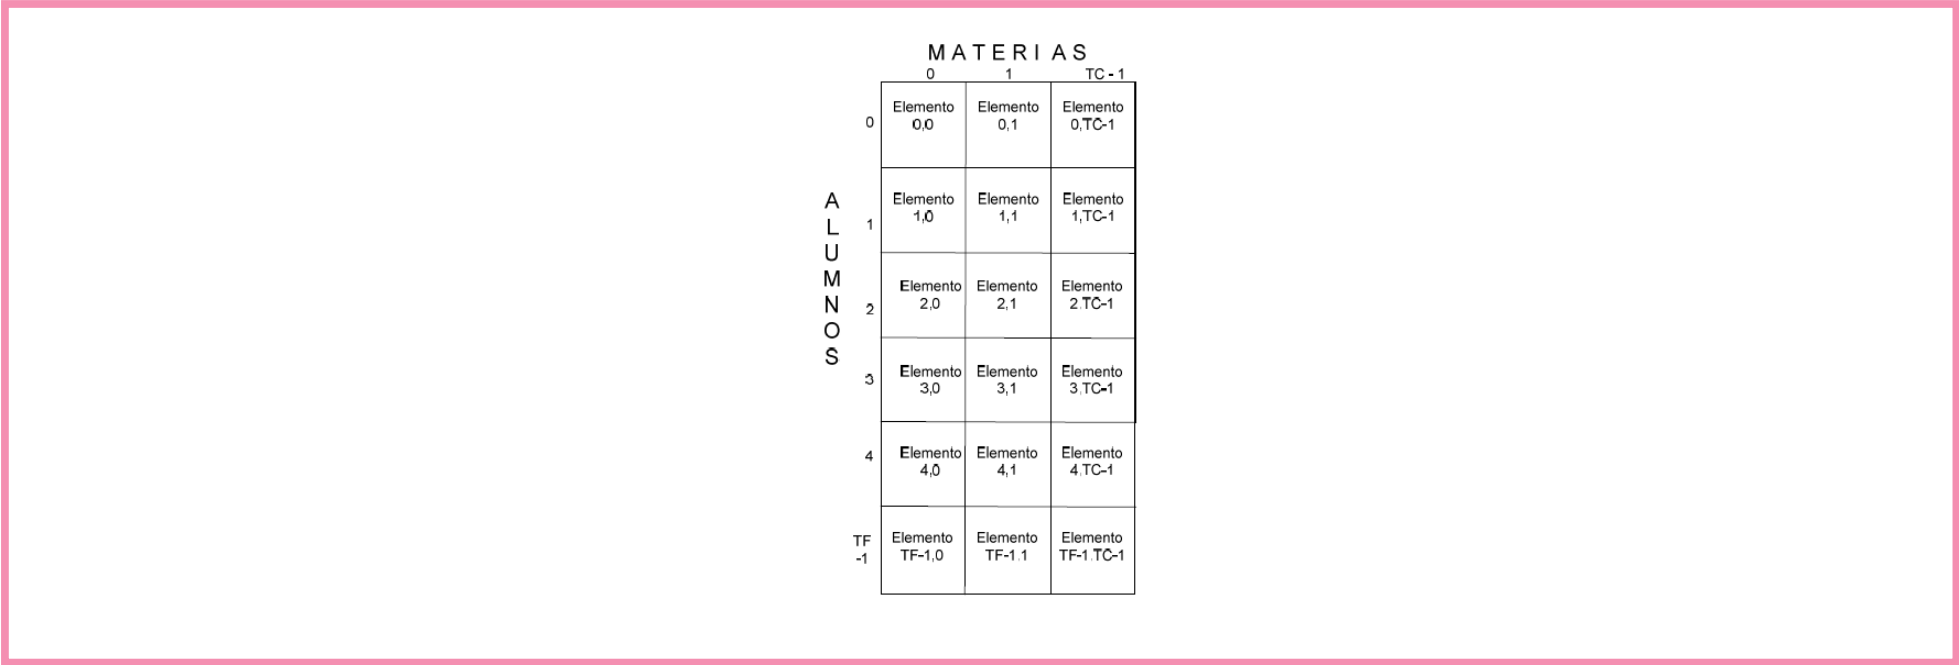 MATERIAS
0 1 TC - 1
Elemento Elemento Elemento
0 0,0 0,1 0,TC-1
Elemento Elemento Elemento
1 1,0 1,1 1,TC-1
ALUMNOS
Elemento Elemento Elemento
2 2,0 2,1 2.TC-1
Elemento Elemento Elemento
3 3,0 3,1 3.TC-1
Elemento Elemento Elemento
4 4,0 4,1 4.TC-1
TF Elemento Elemento Elemento
-1 TF-1,0 TF-1.1 TF-1.TC-1